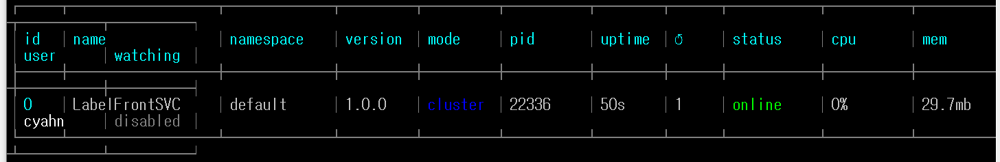 id name namespace version mode pid uptime ↺ status cpu mem
user watching
0 LabelFrontSVC default 1.0.0 cluster 22336 50s 1 online 0% 29.7mb
cyahn disabled